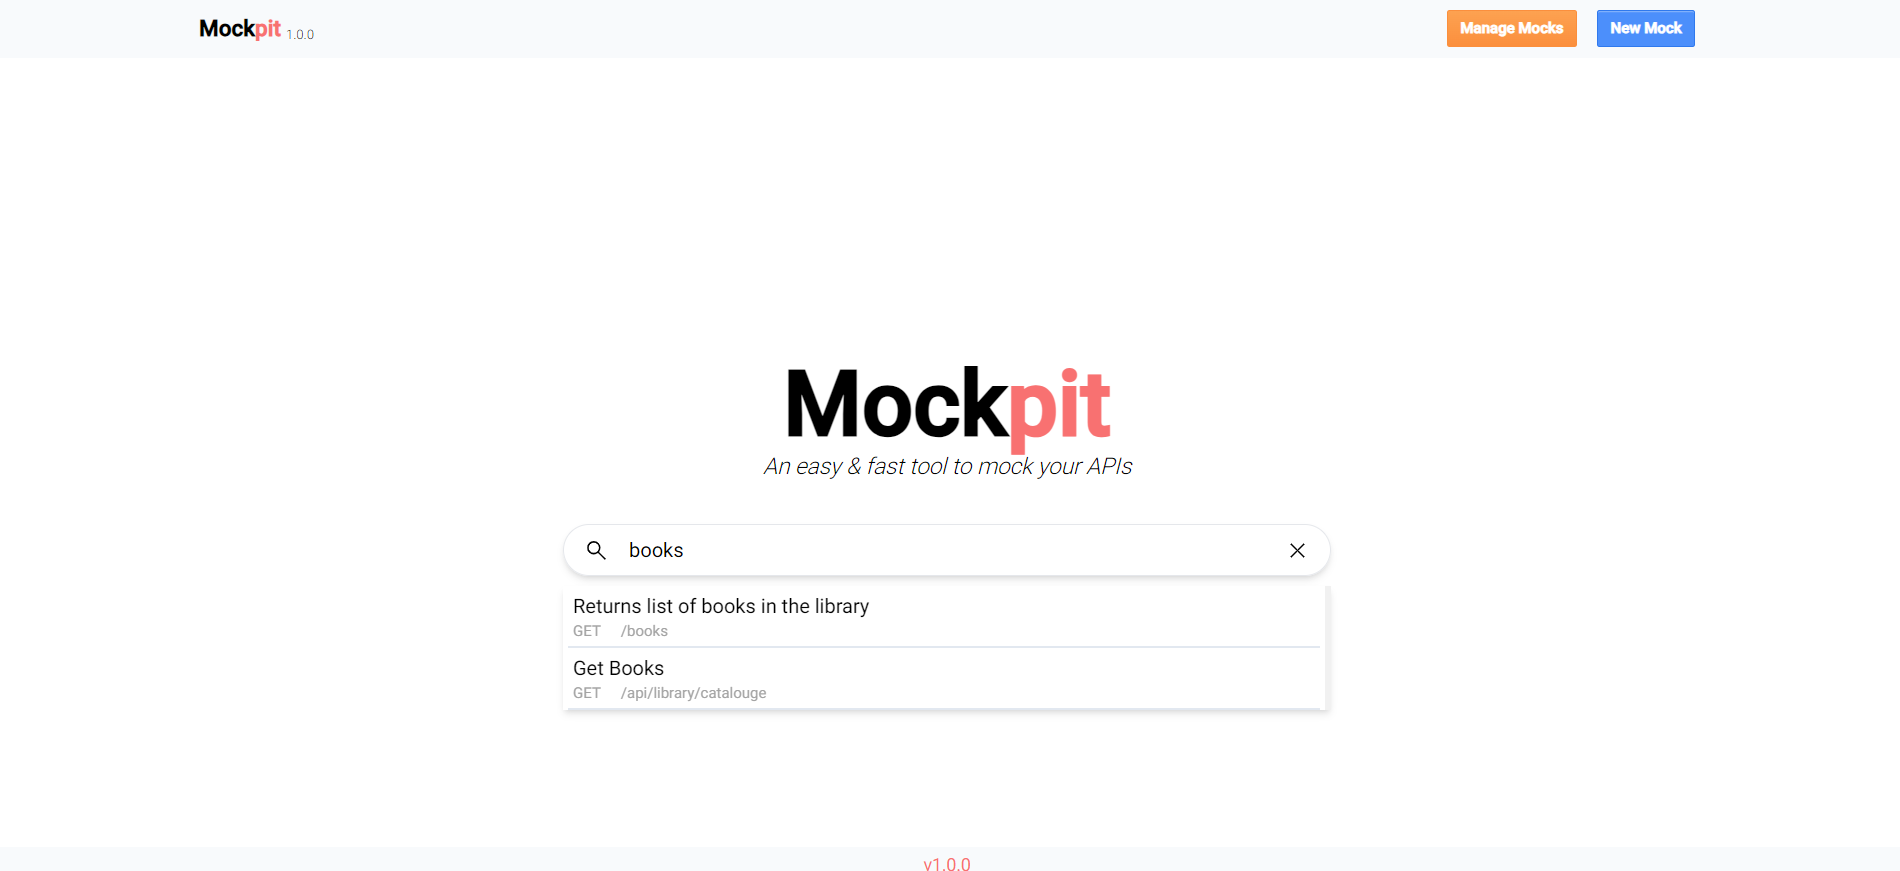 Mockpit 1.0.0
Manage Mocks
New Mock
Mockpit
An easy & fast tool to mock your APIs
books
Returns list of books in the library
GET /books
Get Books
GET /api/library/catalouge
v1.0.0